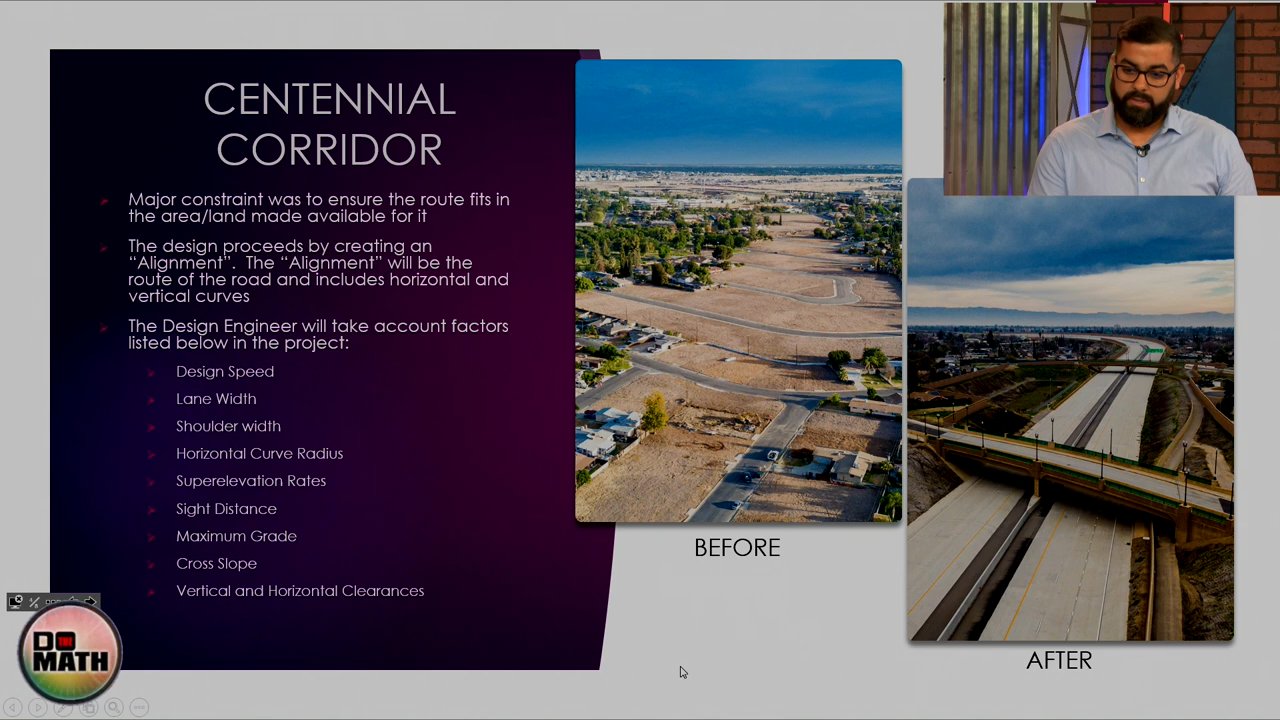 CENTENNIAL
CORRIDOR
Major constraint was to ensure the route fits in
the area/land made available for it
The design proceeds by creating an
“Alignment”.  The “Alignment” will be the
route of the road and includes horizontal and
vertical curves
The Design Engineer will take account factors
listed below in the project:
Design Speed
Lane Width
Shoulder width
Horizontal Curve Radius
Superelevation Rates
Sight Distance
Maximum Grade
Cross Slope
Vertical and Horizontal Clearances
BEFORE
AFTER
DO THE
MATH